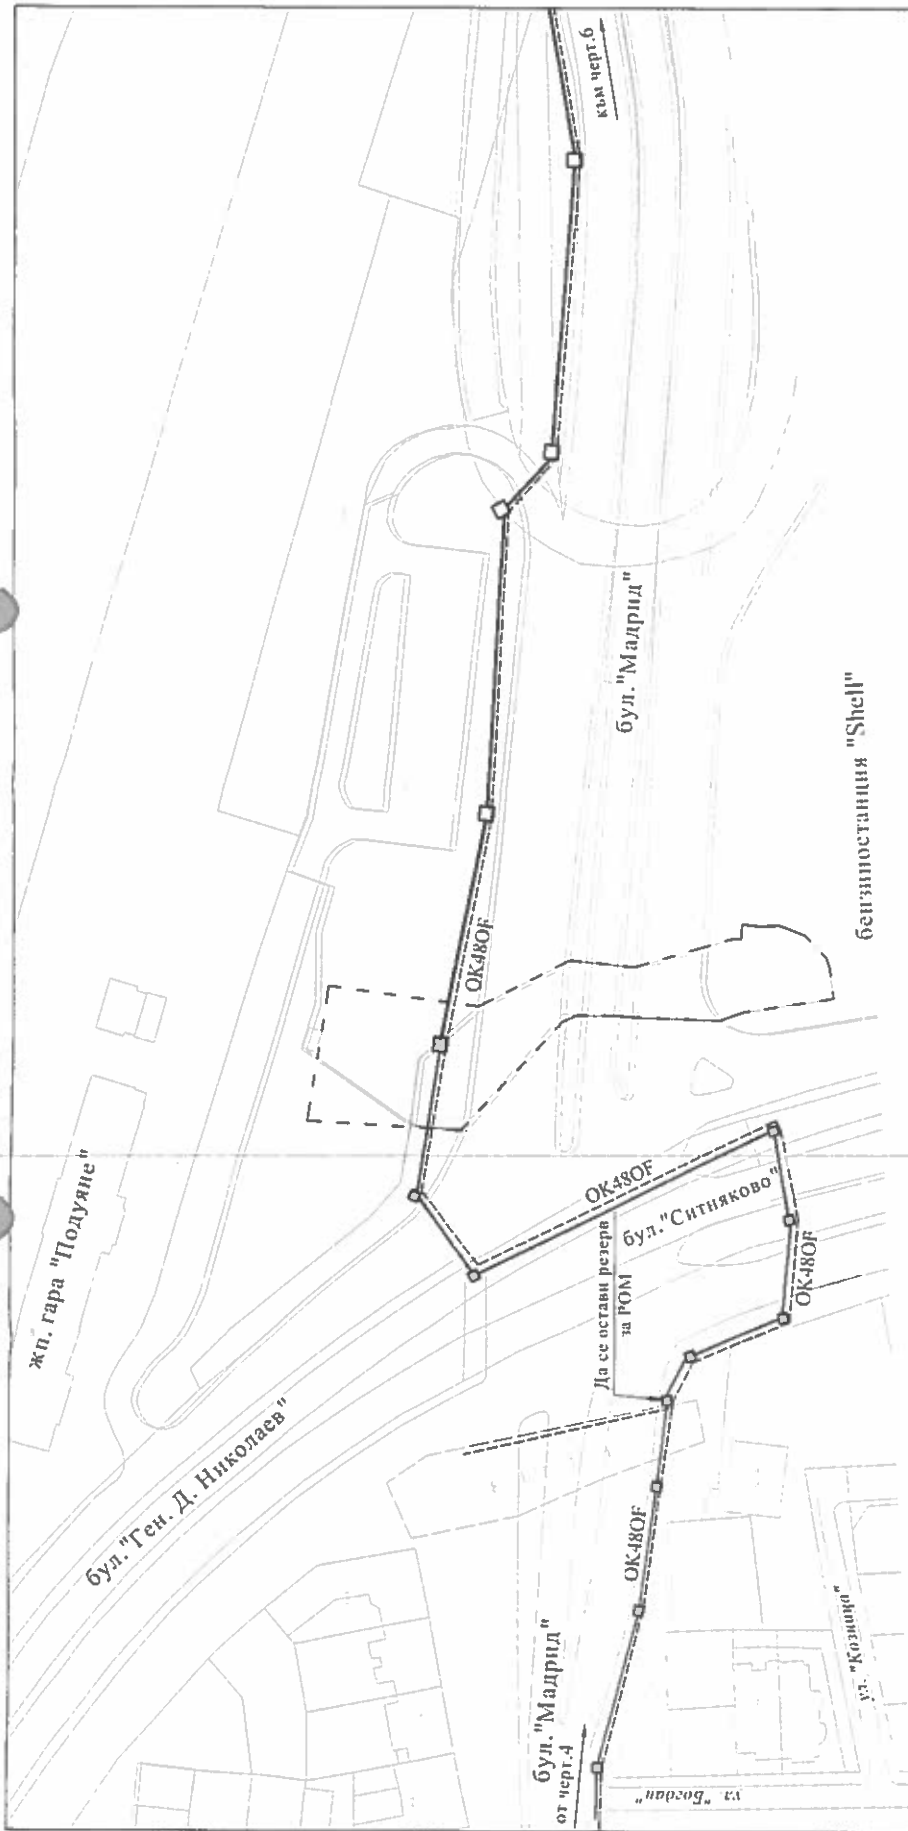 към черт.6
бул."Мадрид"
бензиностанция "Shell"
OK48OF
жп. гара "Подуяне"
OK48OF
бул."Ситняково"
OK48OF
Да се остави резерв
за РОМ
бул."Ген. Д. Николаев"
OK48OF
бул."Мадрид"
от черт.4
ул. "Козница"
ул. "Богдан"